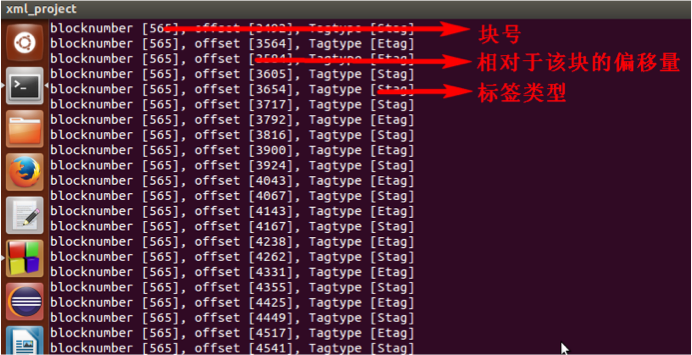 xml_project
blocknumber [565], offset Tagtype [Stag]
块号
blocknumber [565], offset [3564], Tagtype [Etag]
blocknumber [565], offset Tagtype
相对于该块的偏移量
blocknumber [565], offset [3605], Tagtype [Stag]
blocknumber [565], offset [3654], Tagtype [Stag]
标签类型
blocknumber [565], offset [3717], Tagtype [Stag]
blocknumber [565], offset [3792], Tagtype [Etag]
blocknumber [565], offset [3816], Tagtype [Stag]
blocknumber [565], offset [3900], Tagtype [Etag]
blocknumber [565], offset [3924], Tagtype [Stag]
blocknumber [565], offset [4043], Tagtype [Etag]
blocknumber [565], offset [4067], Tagtype [Stag]
blocknumber [565], offset [4143], Tagtype [Etag]
blocknumber [565], offset [4167], Tagtype [Stag]
blocknumber [565], offset [4238], Tagtype [Etag]
blocknumber [565], offset [4262], Tagtype [Stag]
blocknumber [565], offset [4331], Tagtype [Etag]
blocknumber [565], offset [4355], Tagtype [Stag]
blocknumber [565], offset [4425], Tagtype [Etag]
blocknumber [565], offset [4449], Tagtype [Stag]
blocknumber [565], offset [4517], Tagtype [Etag]
blocknumber [565], offset [4541], Tagtype [Stag]